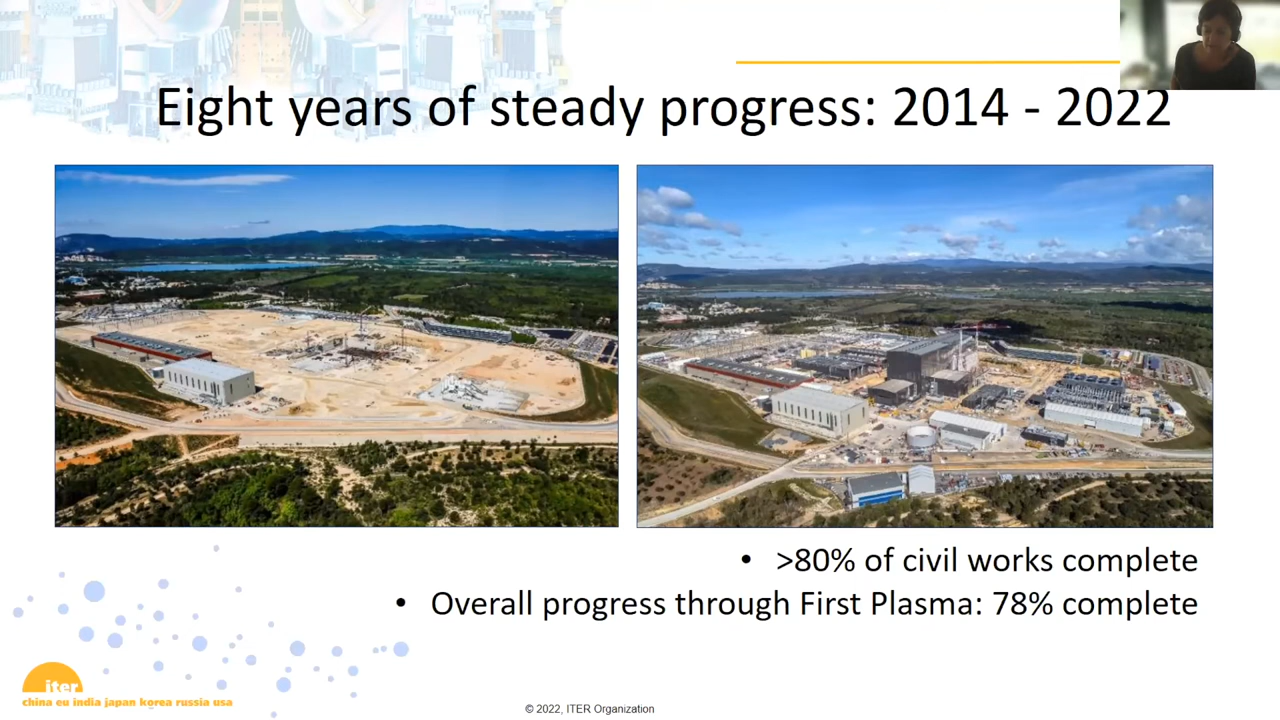 Eight years of steady progress: 2014 - 2022
• >80% of civil works complete
• Overall progress through First Plasma: 78% complete
iter
china eu india japan korea russia usa
© 2022, ITER Organization